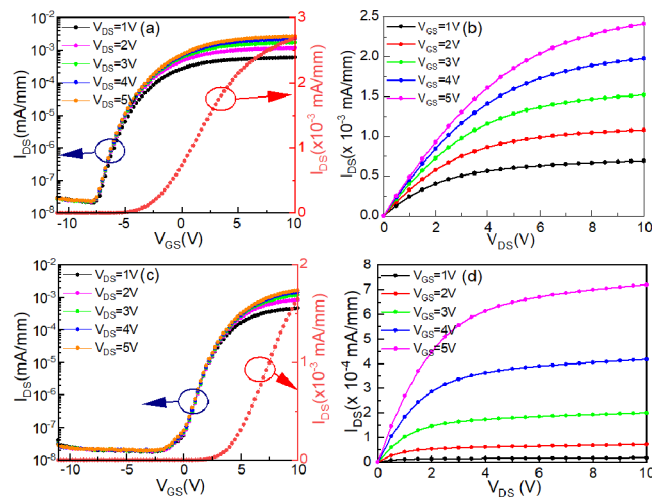 (a)
V_DS=1V
V_DS=2V
V_DS=3V
V_DS=4V
V_DS=5V
10^-2
10^-3
10^-4
10^-5
10^-6
10^-7
10^-8
I_DS(mA/mm)
-10 -5 0 5 10
V_GS(V)
3
2
1
0
I_DS(x10^-3 mA/mm)
(b)
V_GS=1V
V_GS=2V
V_GS=3V
V_GS=4V
V_GS=5V
2.5
2.0
1.5
1.0
0.5
0.0
I_DS(x 10^-3 mA/mm)
0 2 4 6 8 10
V_DS(V)
(c)
V_DS=1V
V_DS=2V
V_DS=3V
V_DS=4V
V_DS=5V
10^-2
10^-3
10^-4
10^-5
10^-6
10^-7
10^-8
I_DS(mA/mm)
-10 -5 0 5 10
V_GS(V)
2
1
0
I_DS(x10^-3 mA/mm)
(d)
V_GS=1V
V_GS=2V
V_GS=3V
V_GS=4V
V_GS=5V
8
7
6
5
4
3
2
1
0
I_DS(x 10^-4 mA/mm)
0 2 4 6 8 10
V_DS (V)